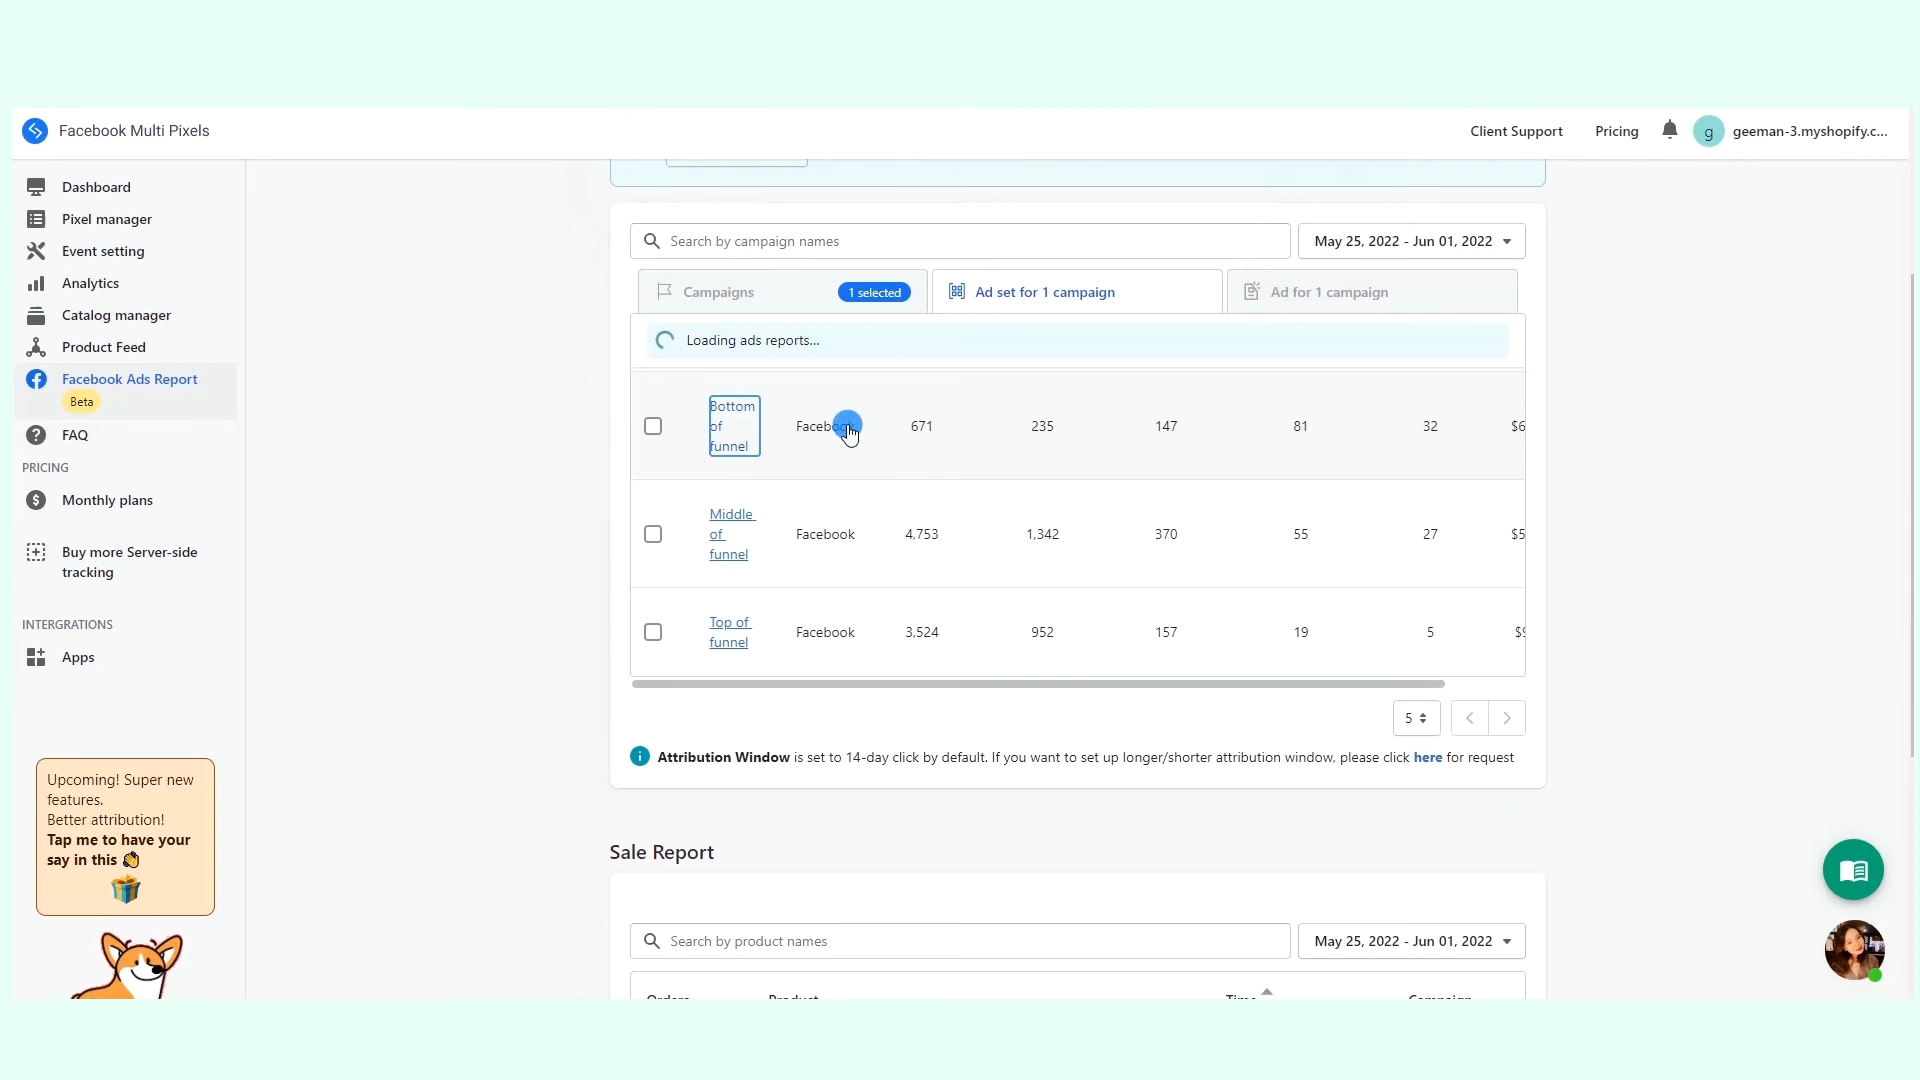 Facebook Multi Pixels
Client Support
Pricing
g
geeman-3.myshopify.c...
Dashboard
Pixel manager
Event setting
Analytics
Catalog manager
Product Feed
Facebook Ads Report
Beta
FAQ
PRICING
Monthly plans
Buy more Server-side
tracking
INTERGRATIONS
Apps
Upcoming! Super new
features.
Better attribution!
Tap me to have your
say in this
Search by campaign names
May 25, 2022 - Jun 01, 2022
Campaigns
1 selected
Ad set for 1 campaign
Ad for 1 campaign
Loading ads reports...
Bottom
of
funnel
Facebook 671 235 147 81 32 $6
Middle
of
funnel
Facebook 4,753 1,342 370 55 27 $5
Top of
funnel
Facebook 3,524 952 157 19 5
5
Attribution Window is set to 14-day click by default. If you want to set up longer/shorter attribution window, please click here for request
Sale Report
Search by product names
May 25, 2022 - Jun 01, 2022
Orders Product Time Campaign